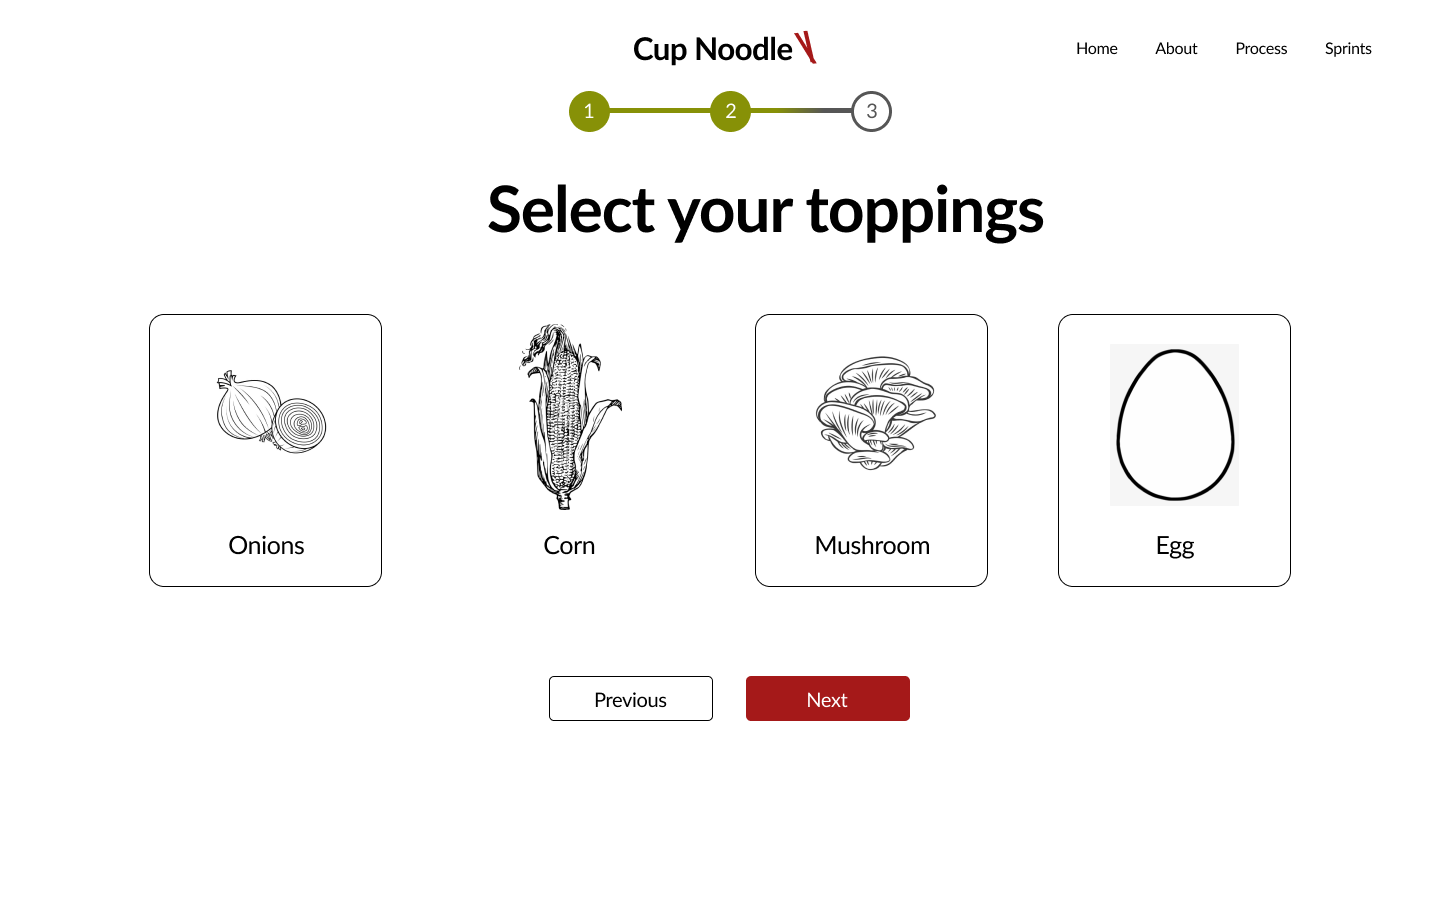 Cup Noodle
Home About Process Sprints
1 2 3
Select your toppings
Onions Corn Mushroom Egg
Previous Next